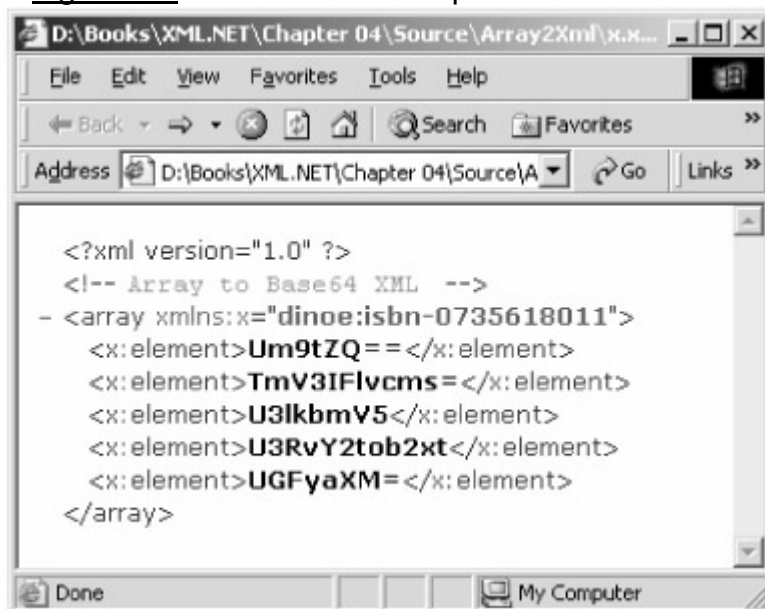 D:\Books\XML.NET\Chapter 04\Source\Array2Xml\x.x...
File Edit View Favorites Tools Help
Back Search Favorites »
Address D:\Books\XML.NET\Chapter 04\Source\A Go Links »
<?xml version="1.0" ?>
<!-- Array to Base64 XML -->
– <array xmlns:x="dinoe:isbn-0735618011">
<x:element>Um9tZQ==</x:element>
<x:element>TmV3IFlvcms=</x:element>
<x:element>U3lkbmV5</x:element>
<x:element>U3RvY2tob2xt</x:element>
<x:element>UGFyaXM=</x:element>
</array>
Done My Computer